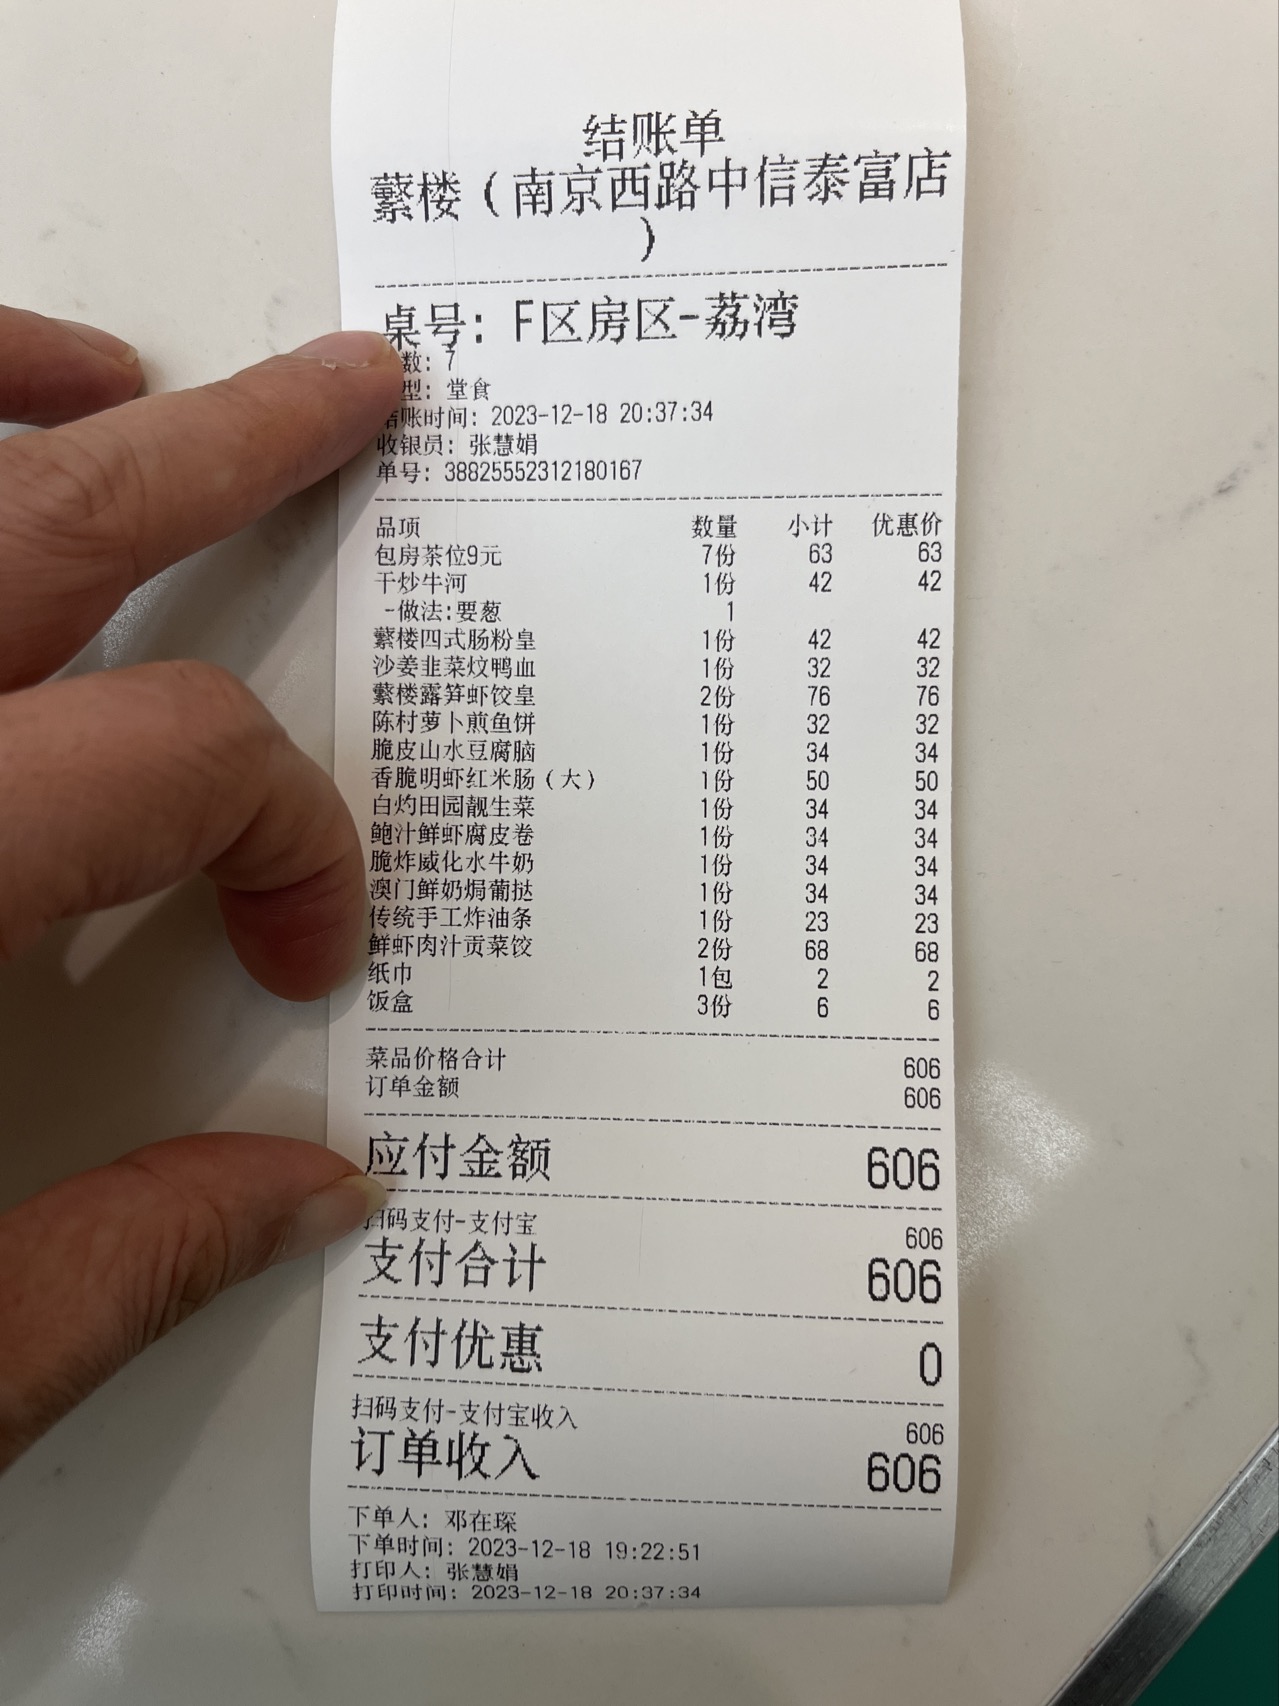 结账单
蘩楼（南京西路中信泰富店
）
桌号: F区房区-荔湾
数: 7
型: 堂食
结账时间: 2023-12-18 20:37:34
收银员: 张慧娟
单号: 38825552312180167
品项 数量 小计 优惠价
包房茶位9元 7份 63 63
干炒牛河 1份 42 42
-做法:要葱 1
蘩楼四式肠粉皇 1份 42 42
沙姜韭菜炆鸭血 1份 32 32
蘩楼露笋虾饺皇 2份 76 76
陈村萝卜煎鱼饼 1份 32 32
脆皮山水豆腐脑 1份 34 34
香脆明虾红米肠（大） 1份 50 50
白灼田园靓生菜 1份 34 34
鲍汁鲜虾腐皮卷 1份 34 34
脆炸威化水牛奶 1份 34 34
澳门鲜奶焗葡挞 1份 34 34
传统手工炸油条 1份 23 23
鲜虾肉汁贡菜饺 2份 68 68
纸巾 1包 2 2
饭盒 3份 6 6
菜品价格合计 606
订单金额 606
应付金额 606
扫码支付-支付宝 606
支付合计 606
支付优惠 0
扫码支付-支付宝收入 606
订单收入 606
下单人: 邓在琛
下单时间: 2023-12-18 19:22:51
打印人: 张慧娟
打印时间: 2023-12-18 20:37:34